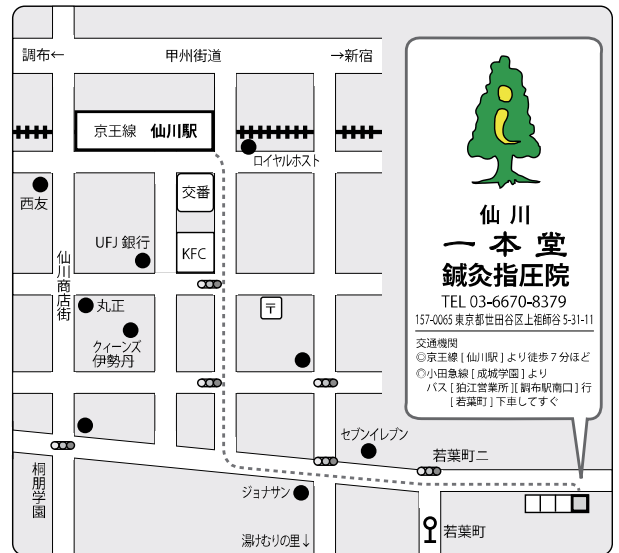 調布← 甲州街道 →新宿
京王線 仙川駅
ロイヤルホスト
西友
交番
UFJ 銀行
KFC
仙川商店街
丸正
クィーンズ
伊勢丹
〒
セブンイレブン
若葉町二
桐朋学園
ジョナサン
若葉町
湯けむりの里↓
仙川
一本堂
鍼灸指圧院
TEL 03-6670-8379
157-0065 東京都世田谷区上祖師谷 5-31-11
交通機関
◎京王線 [ 仙川駅 ] より徒歩 7 分ほど
◎小田急線 [ 成城学園 ] より
バス [ 狛江営業所 ][ 調布駅南口 ] 行
[ 若葉町 ] 下車してすぐ